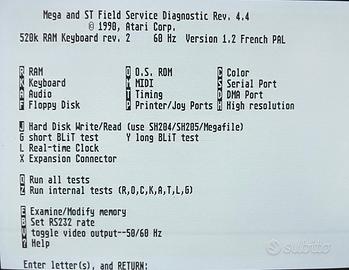 Mega and ST Field Service Diagnostic Rev. 4.4
© 1990, Atari Corp.
520k RAM Keyboard rev. 2 60 Hz Version 1.2 French PAL
R RAM O O.S. ROM C Color
K Keyboard M MIDI S Serial Port
A Audio T Timing D DMA Port
F Floppy Disk P Printer/Joy Ports H High resolution
J Hard Disk Write/Read (use SH204/SH205/Megafile)
G short BLiT test Y long BLiT test
L Real-time Clock
X Expansion Connector
Q Run all tests
Z Run internal tests (R,O,C,K,A,T,L,G)
E Examine/Modify memory
B Set RS232 rate
V toggle video output--50/60 Hz
? Help
Enter letter(s), and RETURN:
subito